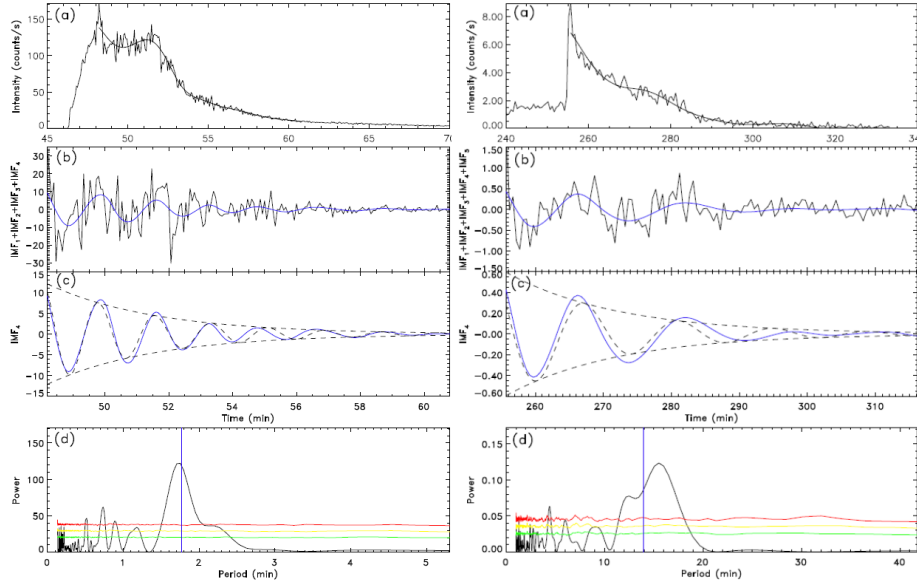 (a)
Intensity (counts/s)
150
100
50
0
45 50 55 60 65 70
(b)
IMF₁+IMF₂+IMF₃+IMF₄
30
20
10
0
-10
-20
-30
(c)
IMF₄
15
10
5
0
-5
-10
-15
50 52 54 56 58 60
Time (min)
(d)
Power
150
100
50
0
0 1 2 3 4 5
Period (min)
(a)
Intensity (counts/s)
8.00
6.00
4.00
2.00
0.00
240 260 280 300 320
(b)
IMF₁+IMF₂+IMF₃+IMF₄+IMF₅
1.50
1.00
0.50
0.00
-0.50
-1.00
-1.50
(c)
IMF₄
0.60
0.40
0.20
-0.00
-0.20
-0.40
-0.60
260 270 280 290 300 310
Time (min)
(d)
Power
0.15
0.10
0.05
0.00
0 10 20 30 40
Period (min)